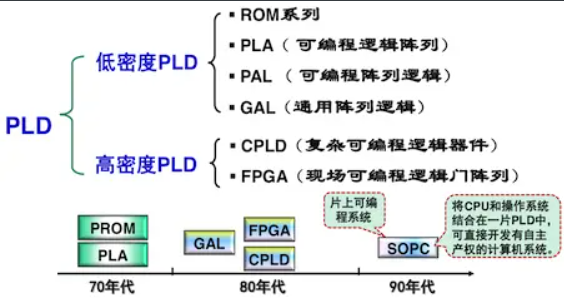 PLD
低密度PLD
▪ROM系列
▪PLA（可编程逻辑阵列）
▪PAL（ 可编程阵列逻辑）
▪GAL（通用阵列逻辑）
高密度PLD
▪CPLD（复杂可编程逻辑器件）
▪FPGA（现场可编程逻辑门阵列）
PROM
PLA
GAL
FPGA
CPLD
片上可编
程系统
SOPC
将CPU和操作系统
结合在一片PLD中，
可直接开发有自主
产权的计算机系统。
70年代
80年代
90年代